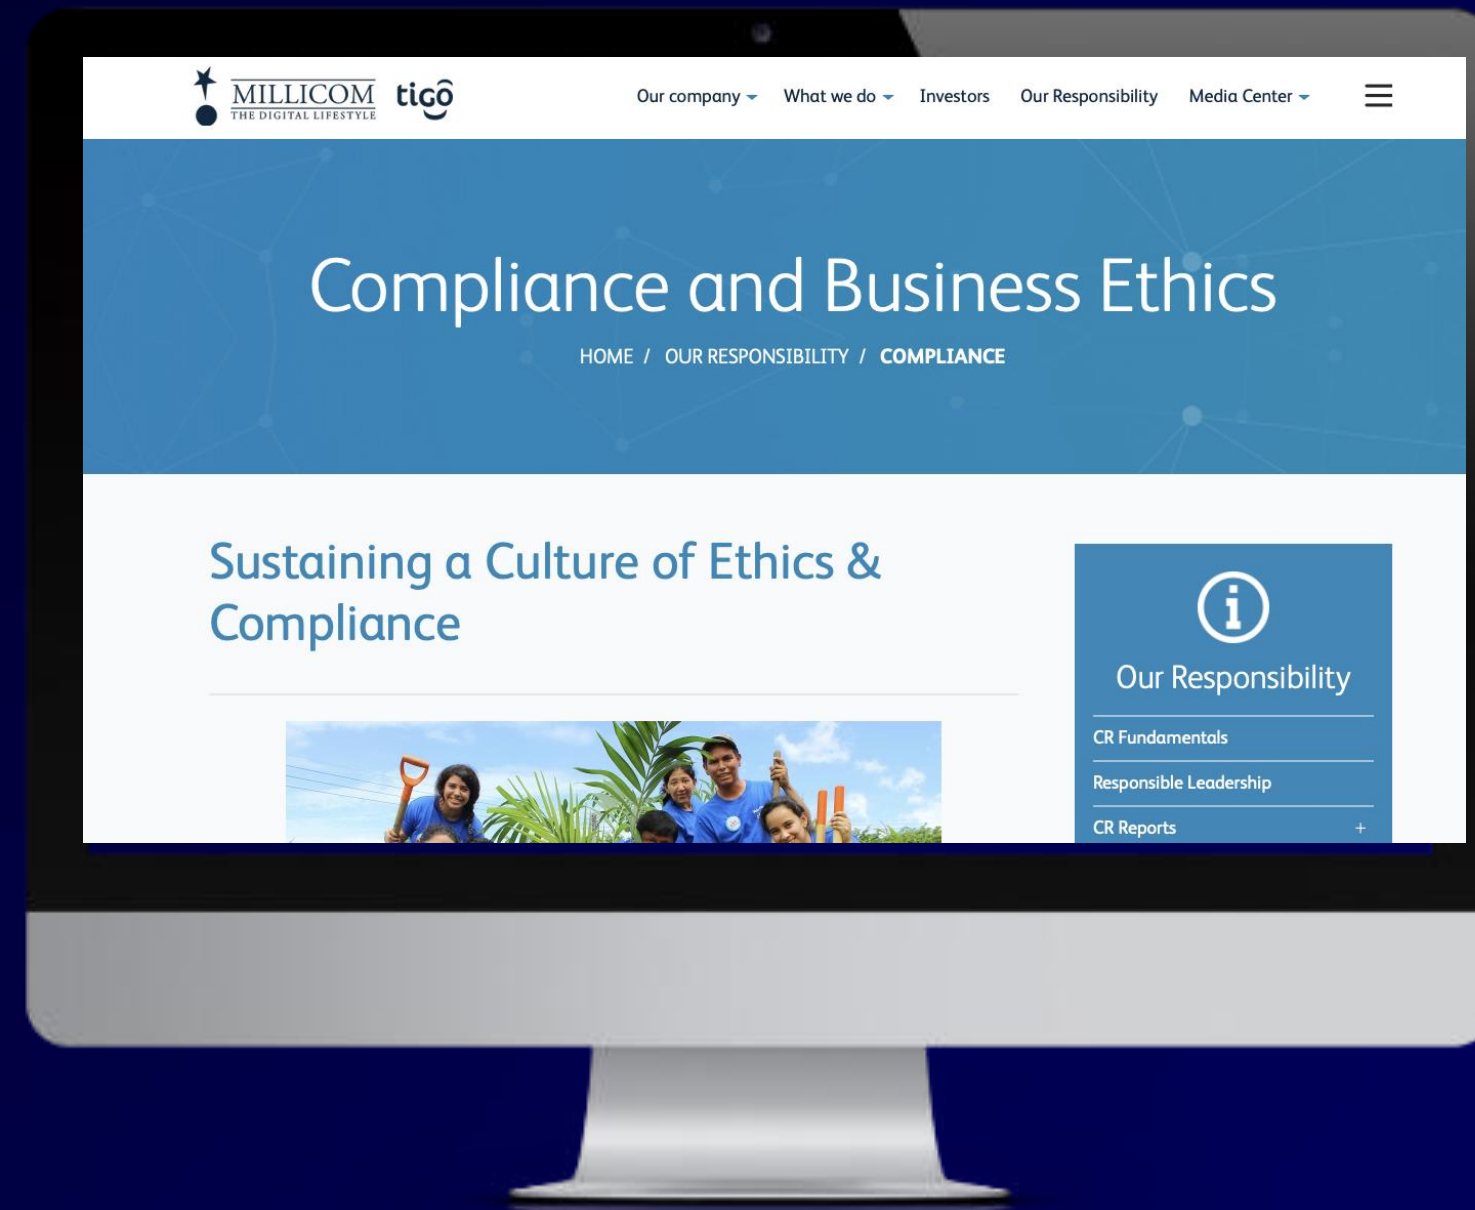 MILLICOM
THE DIGITAL LIFESTYLE
tigo
Our company
What we do
Investors
Our Responsibility
Media Center
Compliance and Business Ethics
HOME / OUR RESPONSIBILITY / COMPLIANCE
Sustaining a Culture of Ethics &
Compliance
Our Responsibility
CR Fundamentals
Responsible Leadership
CR Reports +